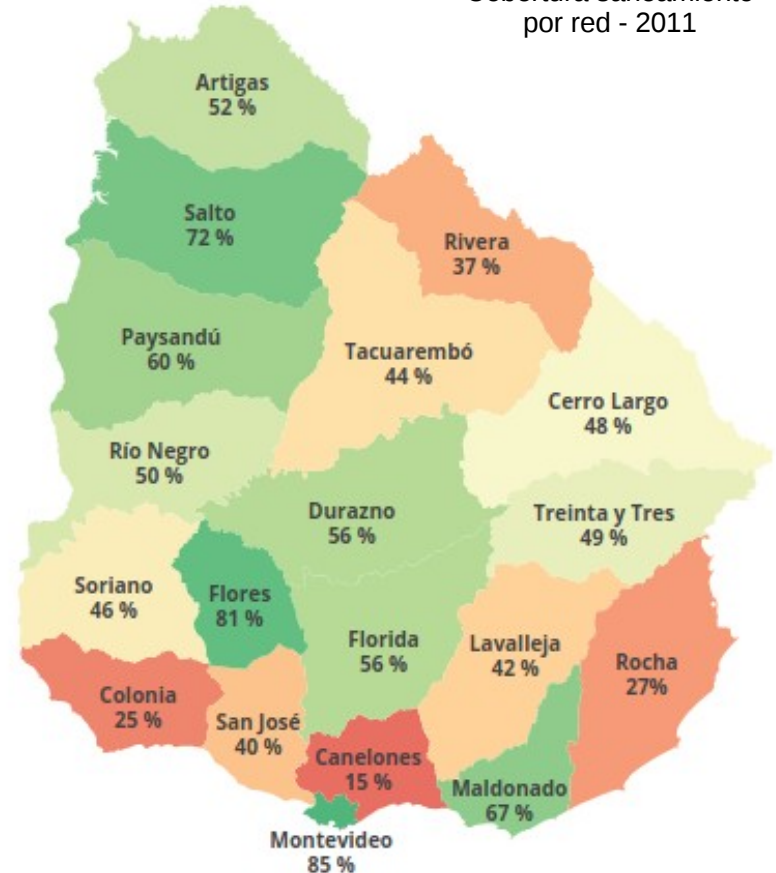 Cobertura saneamiento
por red - 2011
Artigas
52 %
Salto
72 %
Rivera
37 %
Paysandú
60 %
Tacuarembó
44 %
Cerro Largo
48 %
Río Negro
50 %
Durazno
56 %
Treinta y Tres
49 %
Soriano
46 %
Flores
81 %
Florida
56 %
Lavalleja
42 %
Rocha
27%
Colonia
25 %
San José
40 %
Canelones
15 %
Maldonado
67 %
Montevideo
85 %